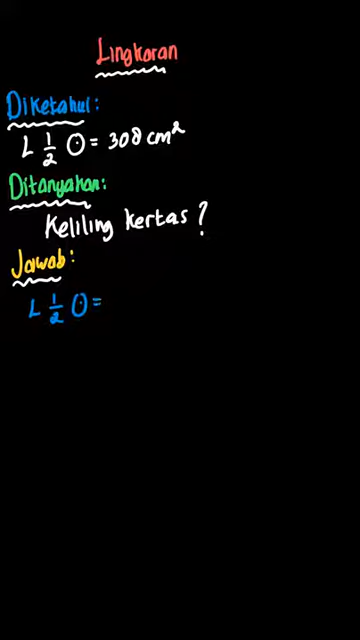 Lingkaran
Diketahui:
L 1/2 ⊙ = 308 cm²
Ditanyakan:
Keliling kertas ?
Jawab:
L 1/2 ⊙ =